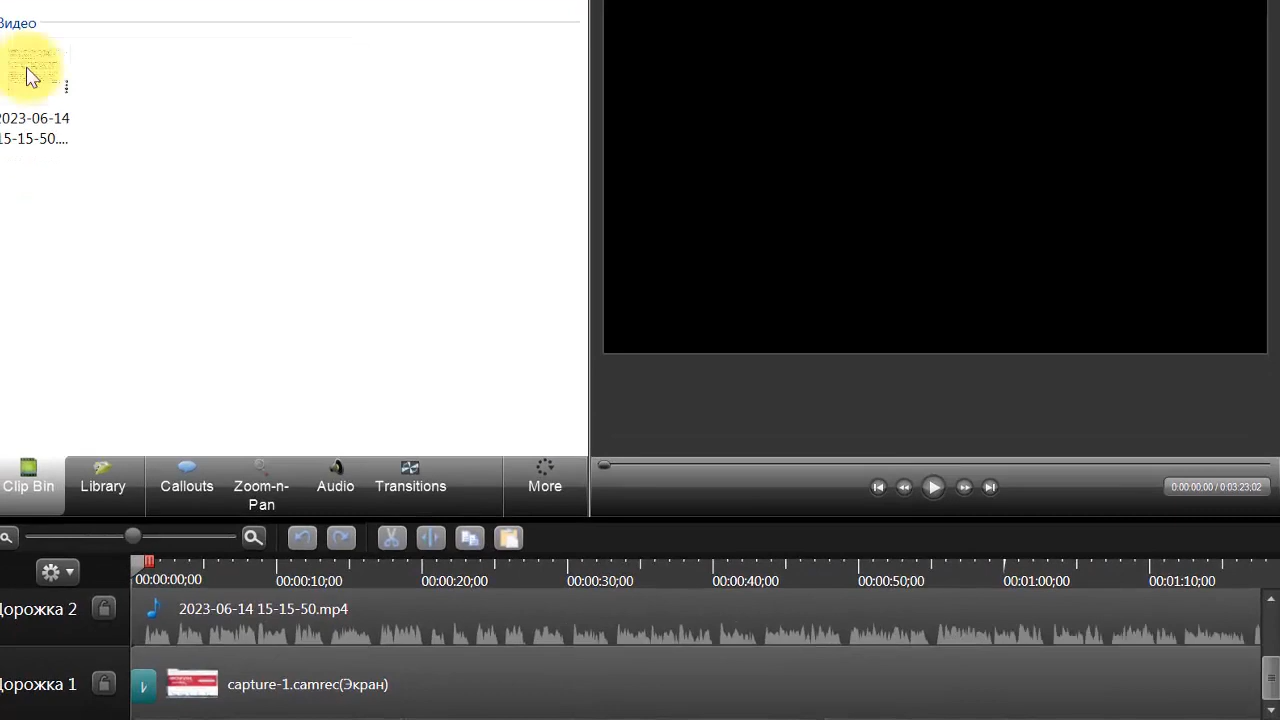 Видео
2023-06-14
15-15-50....
Clip Bin
Library
Callouts
Zoom-n-
Pan
Audio
Transitions
More
0:00:00;00 / 0:03:23;02
00:00:00;00
00:00:10;00
00:00:20;00
00:00:30;00
00:00:40;00
00:00:50;00
00:01:00;00
00:01:10;00
Дорожка 2
2023-06-14 15-15-50.mp4
Дорожка 1
capture-1.camrec(Экран)